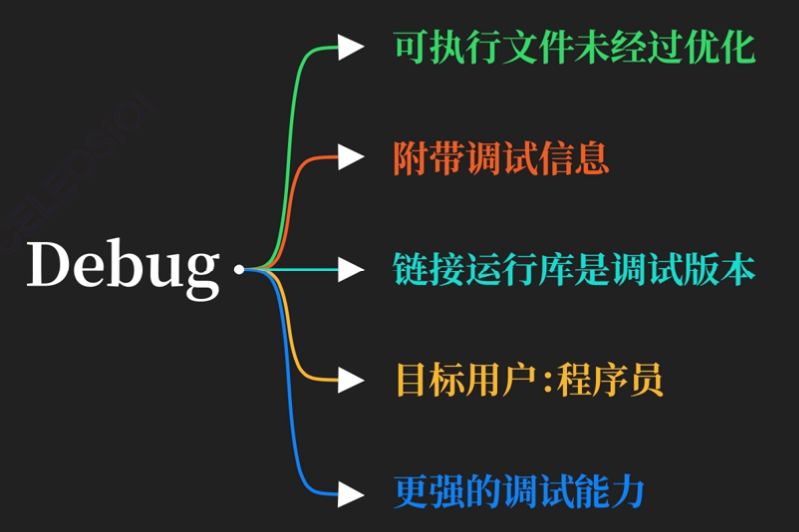 可执行文件未经过优化
附带调试信息
Debug
链接运行库是调试版本
目标用户:程序员
更强的调试能力